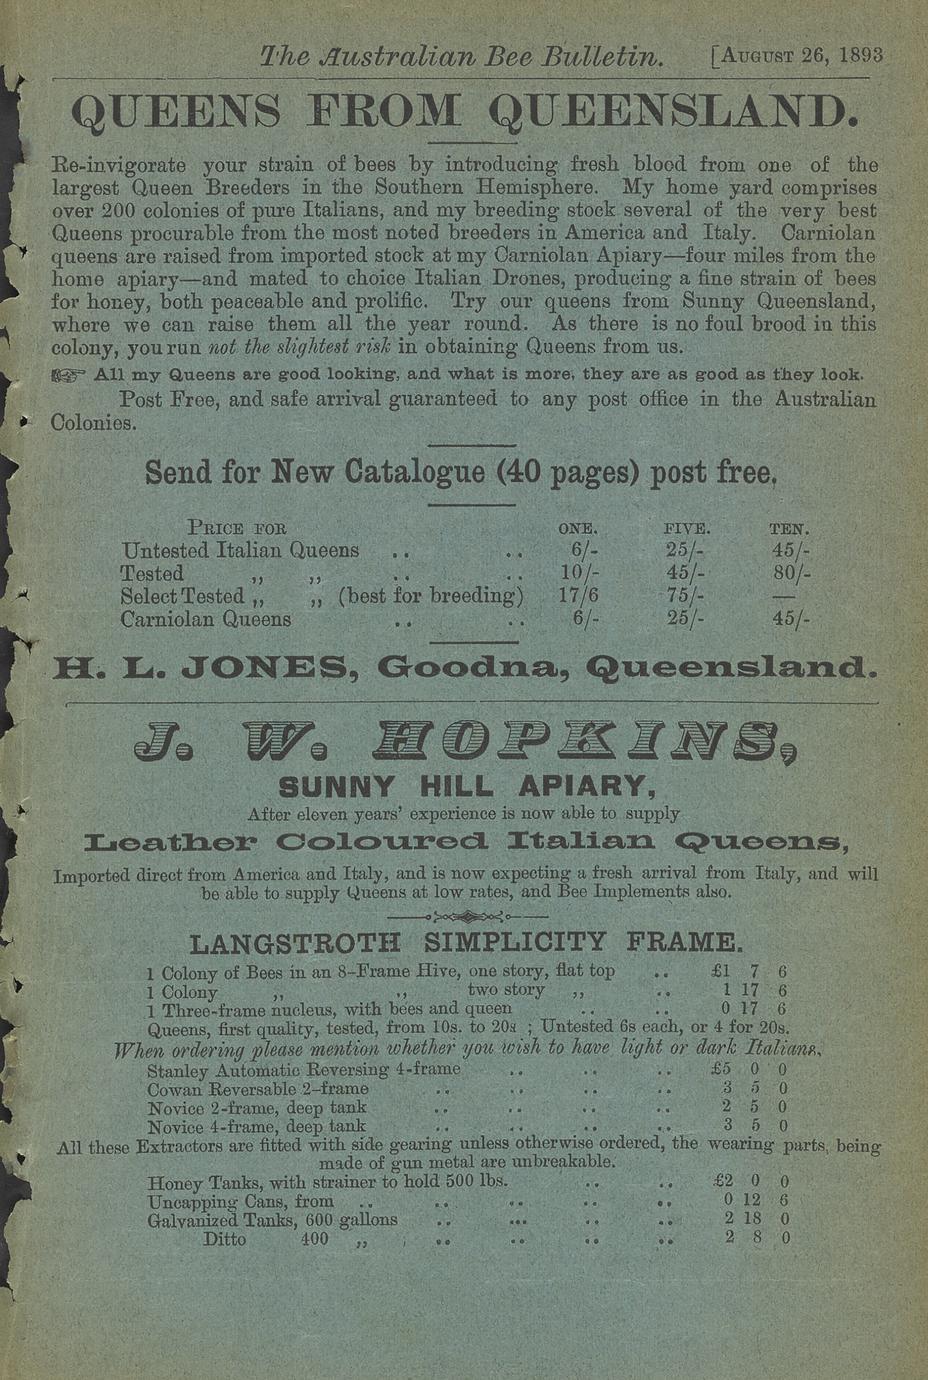 The Australian Bee Bulletin. [AUGUST 26, 1893
QUEENS FROM QUEENSLAND.
Re-invigorate your strain of bees by introducing fresh blood from one of the
largest Queen Breeders in the Southern Hemisphere. My home yard comprises
over 200 colonies of pure Italians, and my breeding stock several of the very best
Queens procurable from the most noted breeders in America and Italy. Carniolan
queens are raised from imported stock at my Carniolan Apiary—four miles from the
home apiary—and mated to choice Italian Drones, producing a fine strain of bees
for honey, both peaceable and prolific. Try our queens from Sunny Queensland,
where we can raise them all the year round. As there is no foul brood in this
colony, you run not the slightest risk in obtaining Queens from us.
☞ All my Queens are good looking, and what is more, they are as good as they look.
Post Free, and safe arrival guaranteed to any post office in the Australian
Colonies.
Send for New Catalogue (40 pages) post free.
PRICE FOR ONE. FIVE. TEN.
Untested Italian Queens .. .. 6/- 25/- 45/-
Tested „ „ .. .. 10/- 45/- 80/-
Select Tested „ „ (best for breeding) 17/6 75/- —
Carniolan Queens .. .. 6/- 25/- 45/-
H. L. JONES, Goodna, Queensland.
J. W. HOPKINS,
SUNNY HILL APIARY,
After eleven years' experience is now able to supply
Leather Coloured Italian Queens,
Imported direct from America and Italy, and is now expecting a fresh arrival from Italy, and will
be able to supply Queens at low rates, and Bee Implements also.
LANGSTROTH SIMPLICITY FRAME.
1 Colony of Bees in an 8-Frame Hive, one story, flat top .. £1 7 6
1 Colony „ „ two story „ .. 1 17 6
1 Three-frame nucleus, with bees and queen .. .. 0 17 6
Queens, first quality, tested, from 10s. to 20s ; Untested 6s each, or 4 for 20s.
When ordering please mention whether you wish to have light or dark Italians.
Stanley Automatic Reversing 4-frame .. .. .. £5 0 0
Cowan Reversable 2-frame .. .. .. .. 3 5 0
Novice 2-frame, deep tank .. .. .. .. 2 5 0
Novice 4-frame, deep tank .. .. .. .. 3 5 0
All these Extractors are fitted with side gearing unless otherwise ordered, the wearing parts, being
made of gun metal are unbreakable.
Honey Tanks, with strainer to hold 500 lbs. .. .. £2 0 0
Uncapping Cans, from .. .. .. .. .. 0 12 6
Galvanized Tanks, 600 gallons .. ... .. .. 2 18 0
Ditto 400 „ .. .. .. .. 2 8 0